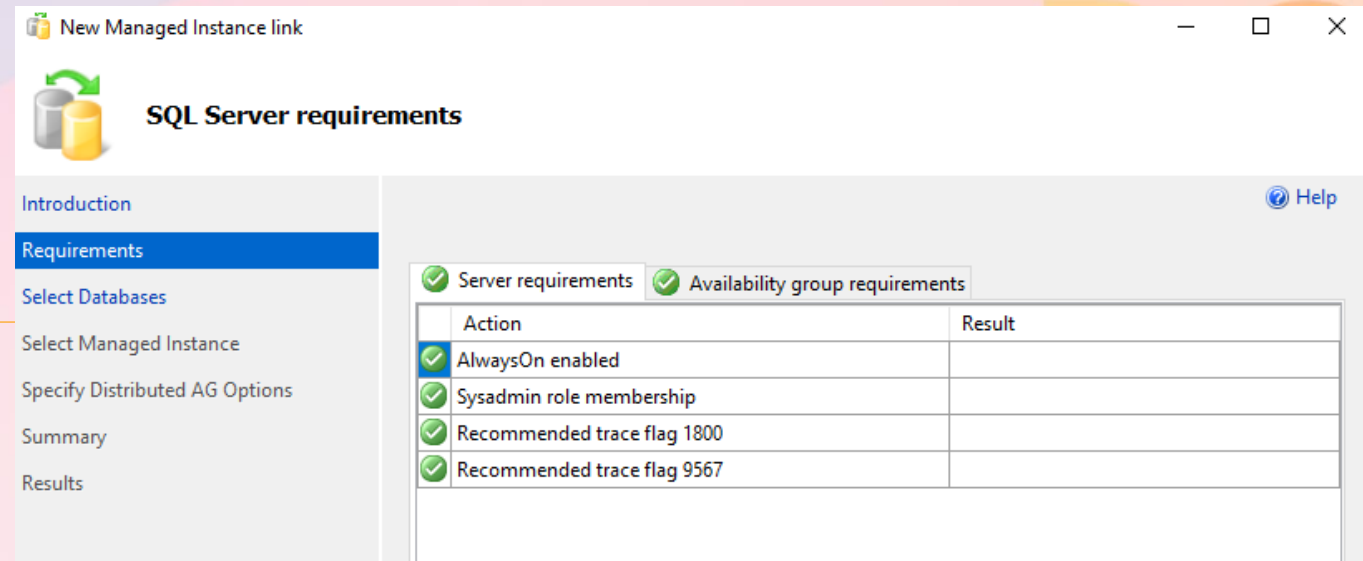 New Managed Instance link
SQL Server requirements
Introduction
Requirements
Select Databases
Select Managed Instance
Specify Distributed AG Options
Summary
Results
Help
Server requirements
Availability group requirements
Action Result
AlwaysOn enabled
Sysadmin role membership
Recommended trace flag 1800
Recommended trace flag 9567